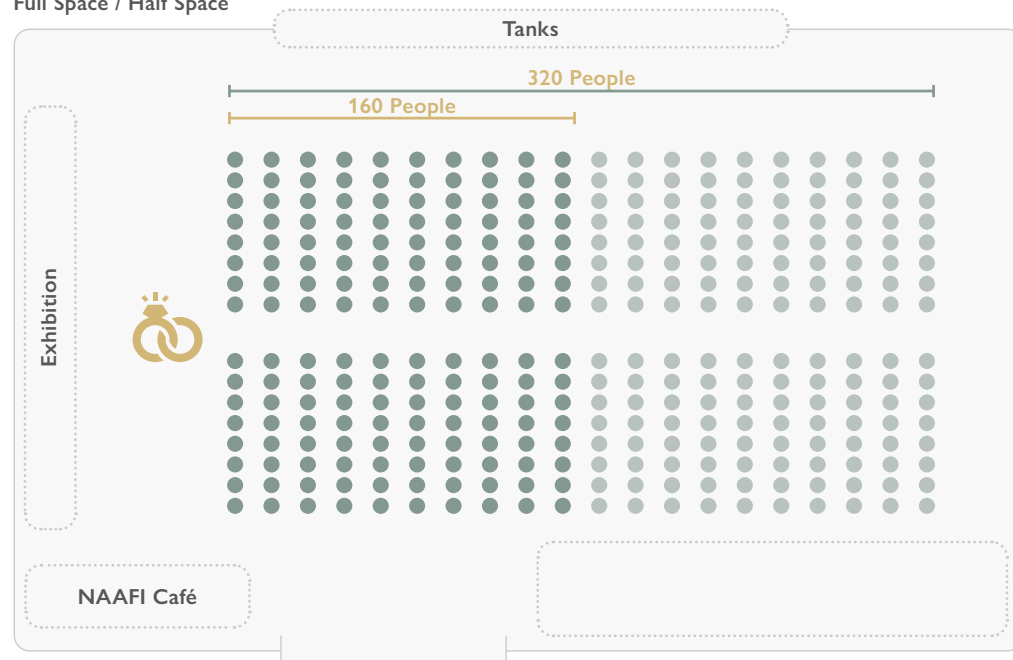 Full Space / Half Space
Tanks
320 People
160 People
Exhibition
NAAFI Café